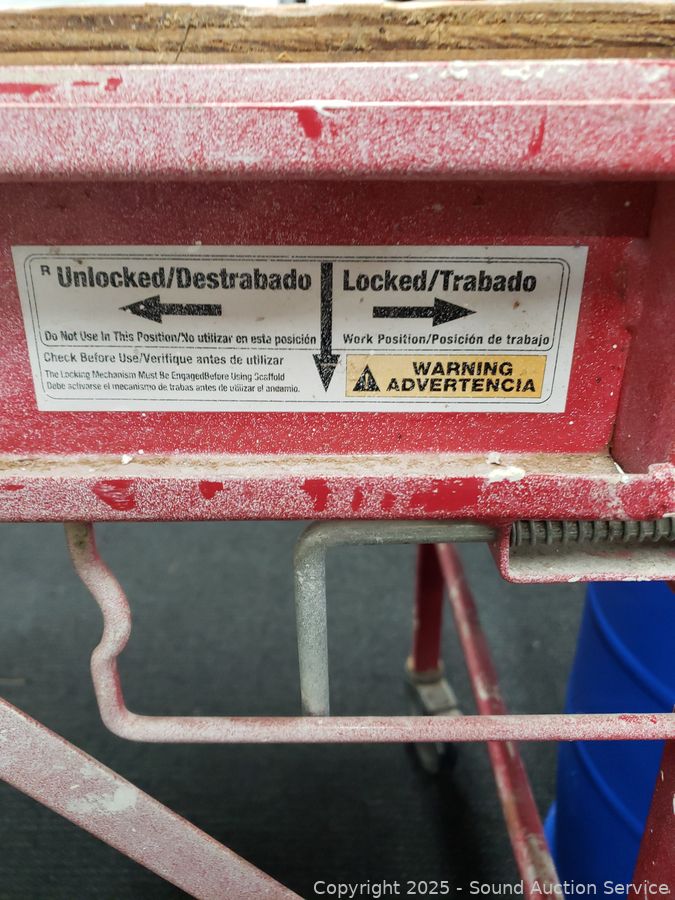 R Unlocked/Destrabado
Do Not Use In This Position/No utilizar en esta posición
Check Before Use/Verifique antes de utilizar
The Locking Mechanism Must Be EngagedBefore Using Scaffold
Debe activarse el mecanismo de trabas antes de utilizar el andamio.
Locked/Trabado
Work Position/Posición de trabajo
WARNING
ADVERTENCIA
Copyright 2025 - Sound Auction Service